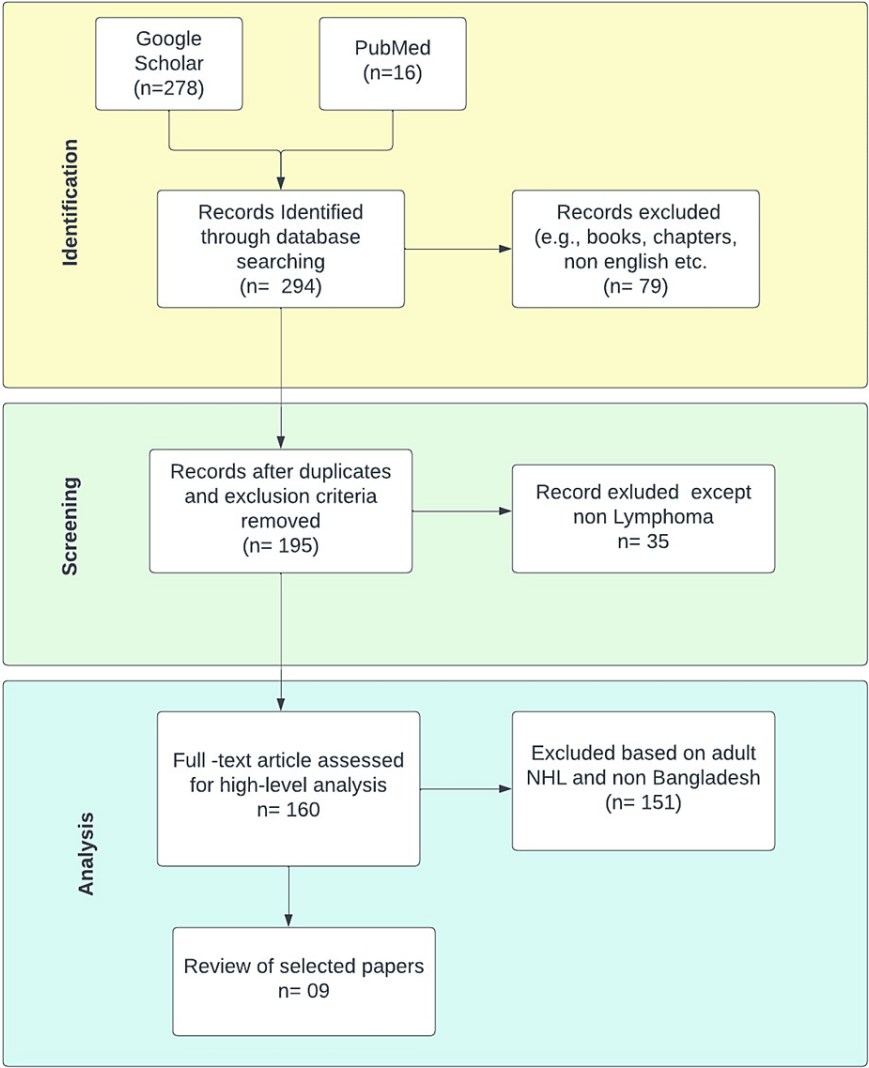 Google
Scholar
(n=278)
PubMed
(n=16)
Identification
Records Identified
through database
searching
(n=  294)
Records excluded
(e.g., books, chapters,
non english etc.
(n= 79)
Screening
Records after duplicates
and exclusion criteria
removed
(n= 195)
Record exluded  except
non Lymphoma
n= 35
Analysis
Full -text article assessed
for high-level analysis
n= 160
Excluded based on adult
NHL and non Bangladesh
(n= 151)
Review of selected papers
n= 09